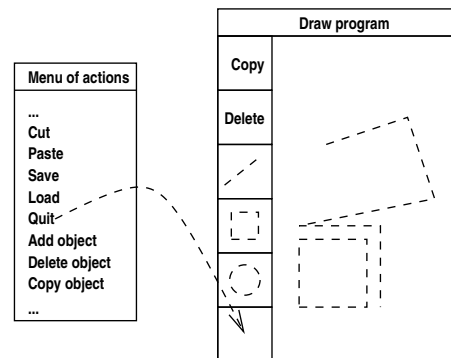 Menu of actions
...
Cut
Paste
Save
Load
Quit
Add object
Delete object
Copy object
...
Draw program
Copy
Delete